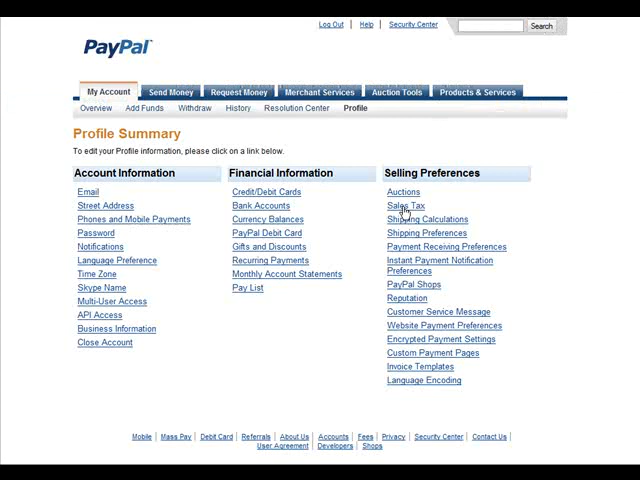 Log Out | Help | Security Center Search
PayPal
My Account Send Money Request Money Merchant Services Auction Tools Products & Services
Overview Add Funds Withdraw History Resolution Center Profile
Profile Summary
To edit your Profile information, please click on a link below.
Account Information
Email
Street Address
Phones and Mobile Payments
Password
Notifications
Language Preference
Time Zone
Skype Name
Multi-User Access
API Access
Business Information
Close Account
Financial Information
Credit/Debit Cards
Bank Accounts
Currency Balances
PayPal Debit Card
Gifts and Discounts
Recurring Payments
Monthly Account Statements
Pay List
Selling Preferences
Auctions
Sales Tax
Shipping Calculations
Shipping Preferences
Payment Receiving Preferences
Instant Payment Notification
Preferences
PayPal Shops
Reputation
Customer Service Message
Website Payment Preferences
Encrypted Payment Settings
Custom Payment Pages
Invoice Templates
Language Encoding
Mobile | Mass Pay | Debit Card | Referrals | About Us | Accounts | Fees | Privacy | Security Center | Contact Us |
User Agreement | Developers | Shops